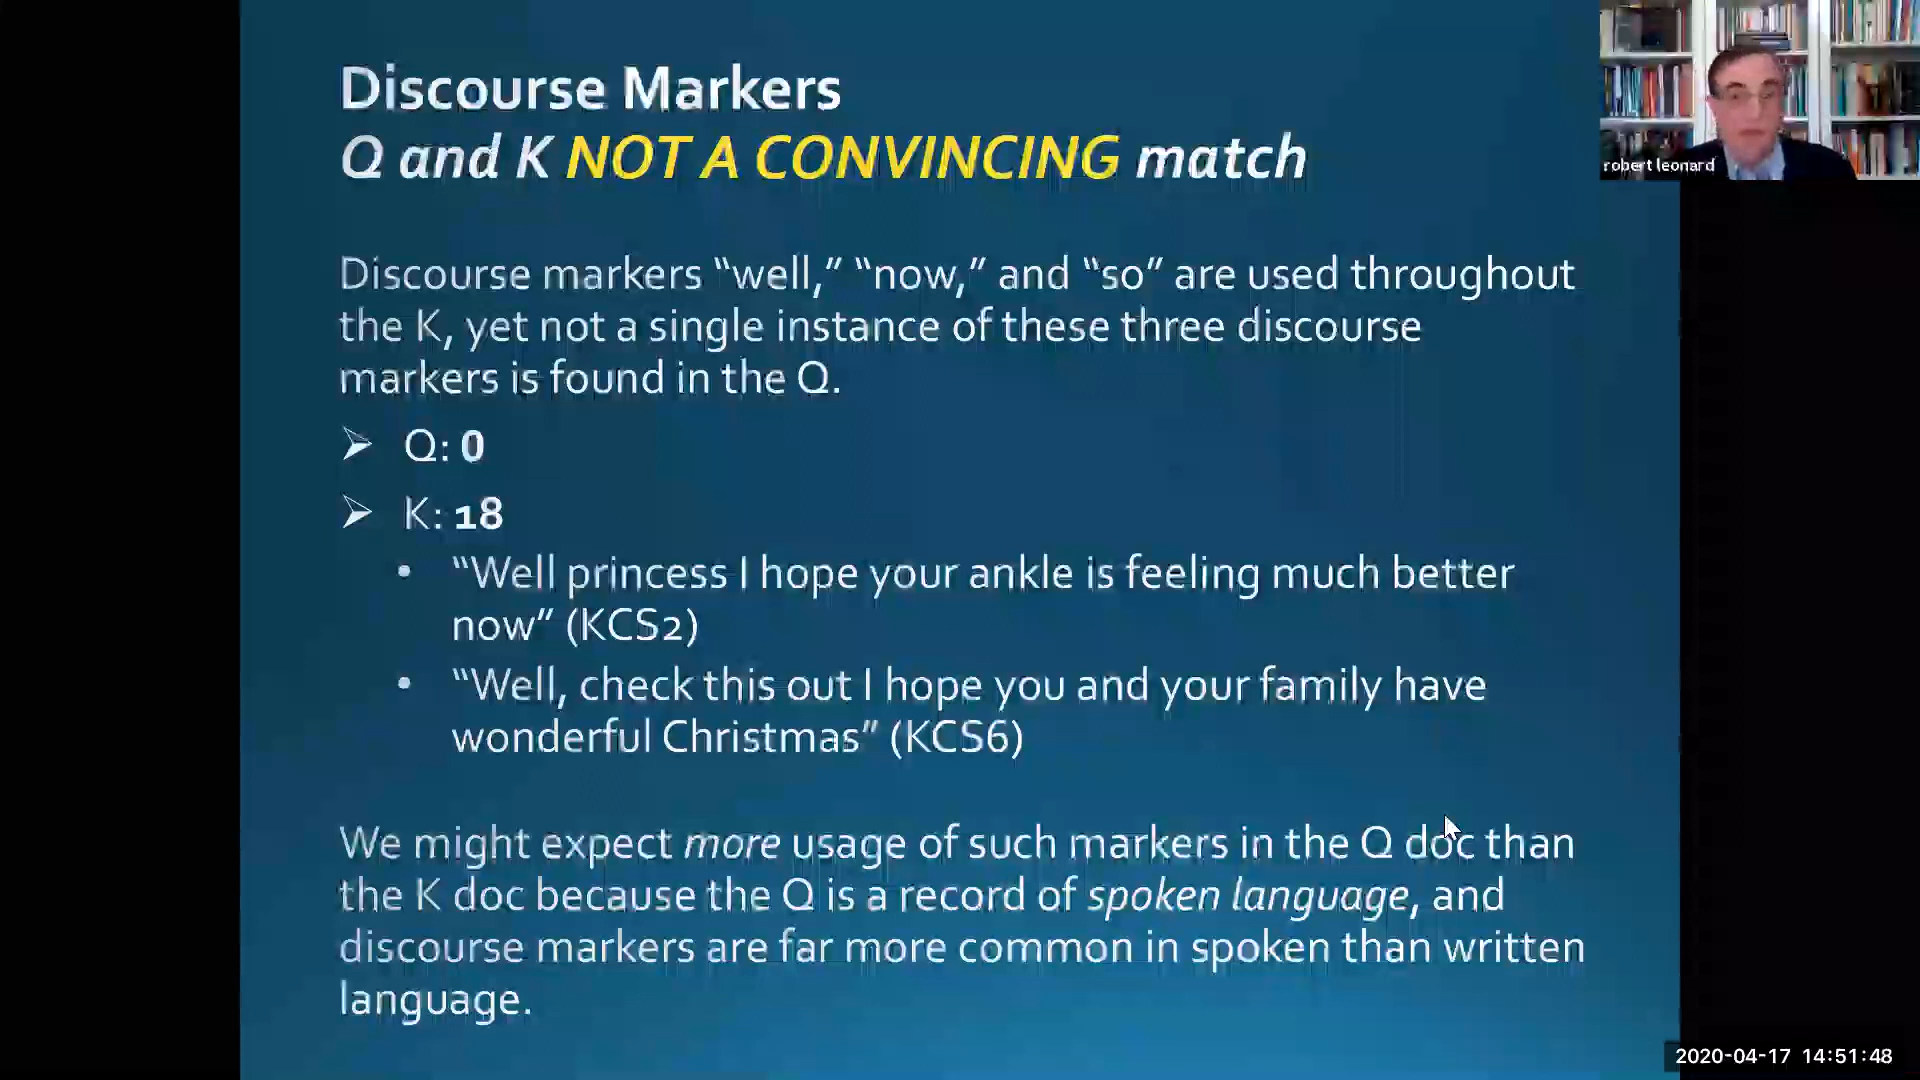 Discourse Markers
Q and K NOT A CONVINCING match
robert leonard
Discourse markers “well,” “now,” and “so” are used throughout
the K, yet not a single instance of these three discourse
markers is found in the Q.
➢ Q: 0
➢ K: 18
• “Well princess I hope your ankle is feeling much better
now” (KCS2)
• “Well, check this out I hope you and your family have
wonderful Christmas” (KCS6)
We might expect more usage of such markers in the Q doc than
the K doc because the Q is a record of spoken language, and
discourse markers are far more common in spoken than written
language.
2020-04-17 14:51:48